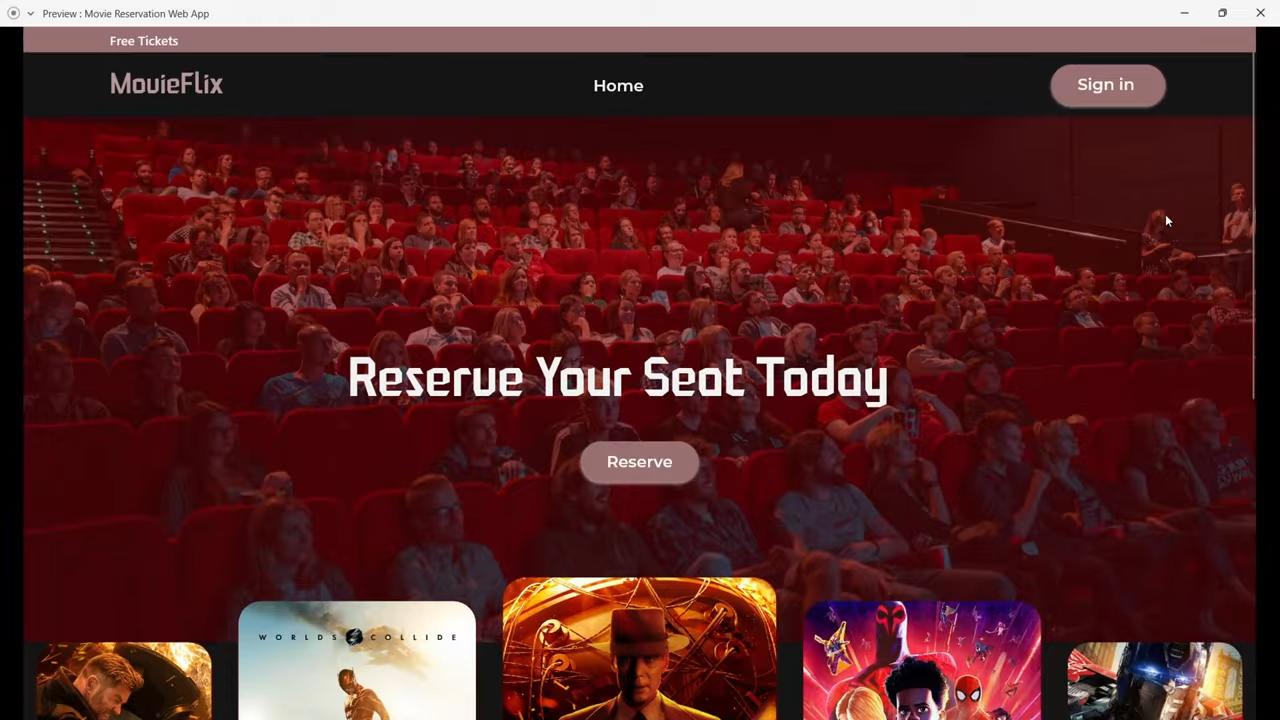 Preview : Movie Reservation Web App
Free Tickets
MovieFlix
Home
Sign in
Reserve Your Seat Today
Reserve
WORLDS COLLIDE